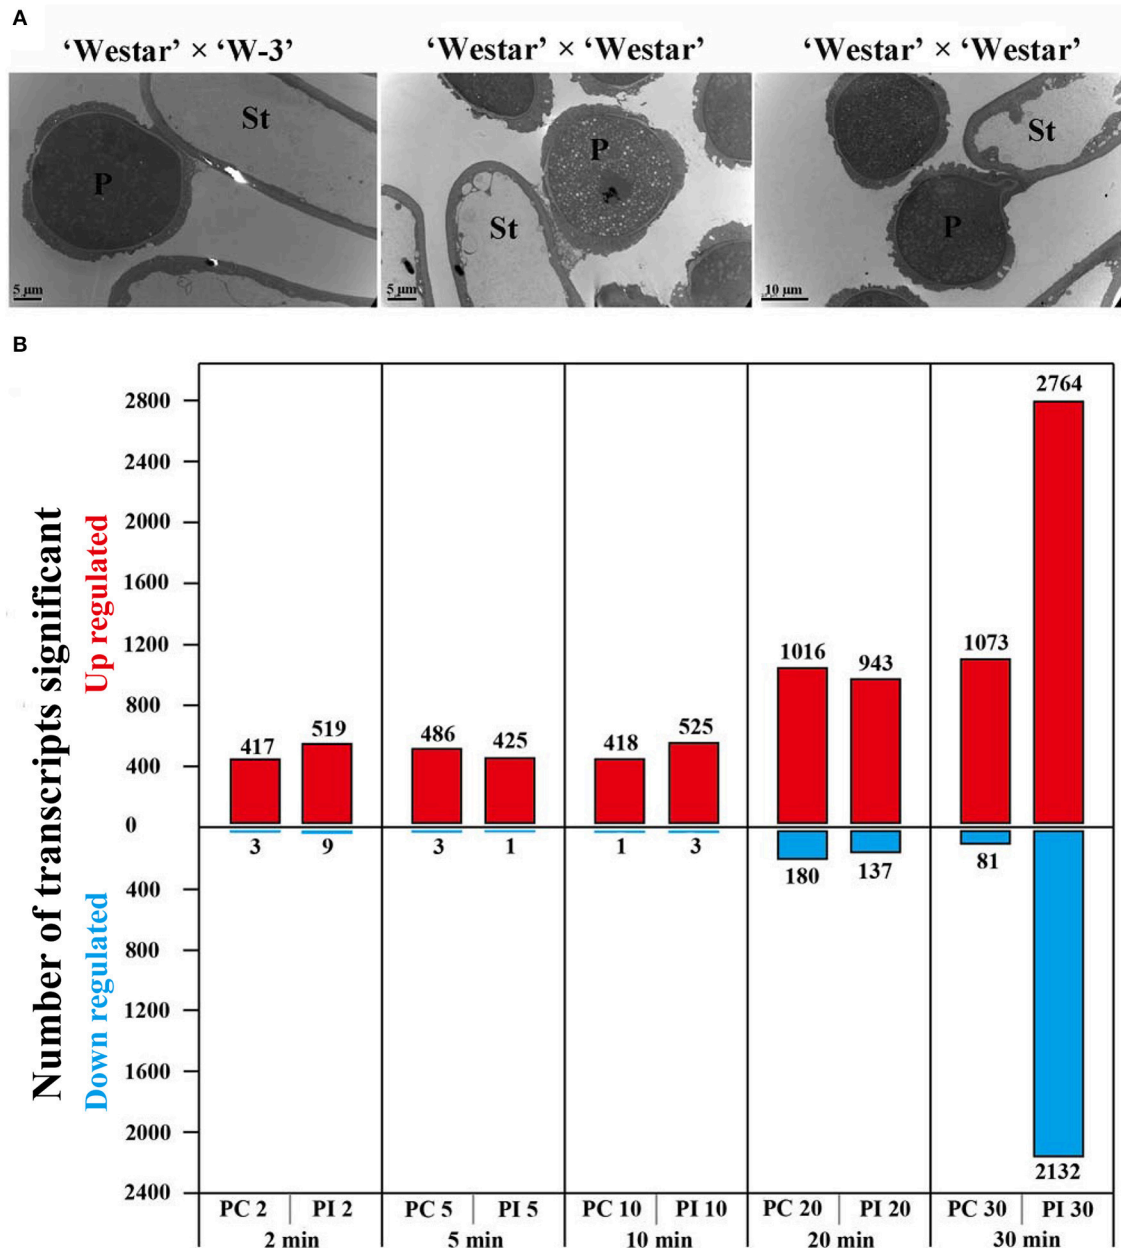 A
‘Westar’ × ‘W-3’
‘Westar’ × ‘Westar’
‘Westar’ × ‘Westar’
St
P
5 µm
P
St
5 µm
St
P
10 µm
B
Number of transcripts significant
Up regulated
Down regulated
2800
2400
2000
1600
1200
800
400
0
400
800
1200
1600
2000
2400
417
519
486
425
418
525
1016
943
1073
2764
3
9
3
1
1
3
180
137
81
2132
PC 2
PI 2
PC 5
PI 5
PC 10
PI 10
PC 20
PI 20
PC 30
PI 30
2 min
5 min
10 min
20 min
30 min